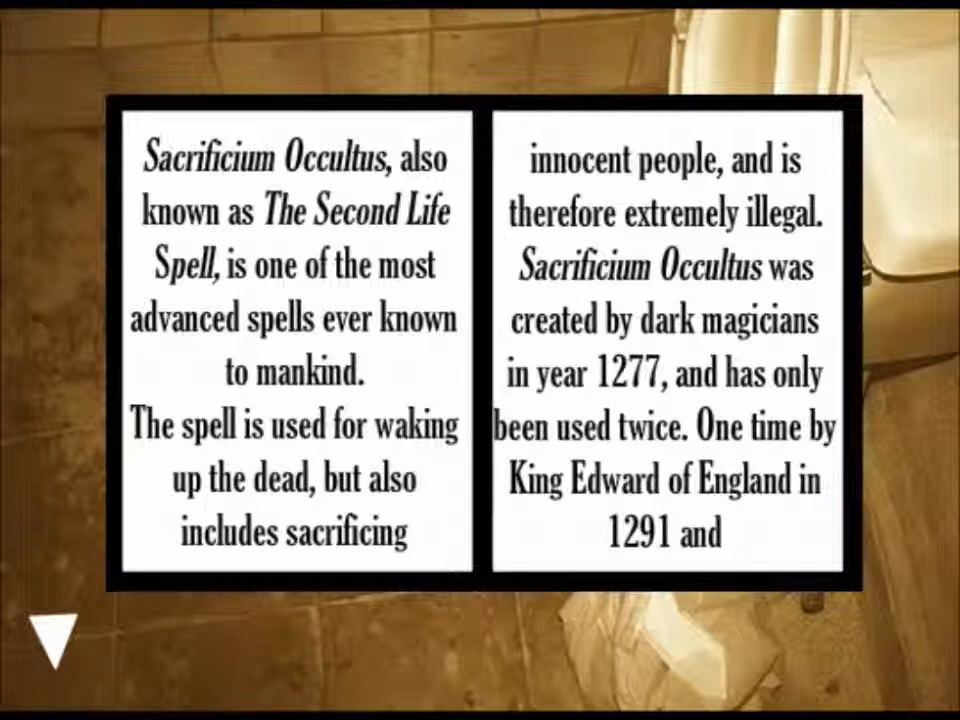 Sacrificium Occultus, also
known as The Second Life
Spell, is one of the most
advanced spells ever known
to mankind.
The spell is used for waking
up the dead, but also
includes sacrificing
innocent people, and is
therefore extremely illegal.
Sacrificium Occultus was
created by dark magicians
in year 1277, and has only
been used twice. One time by
King Edward of England in
1291 and